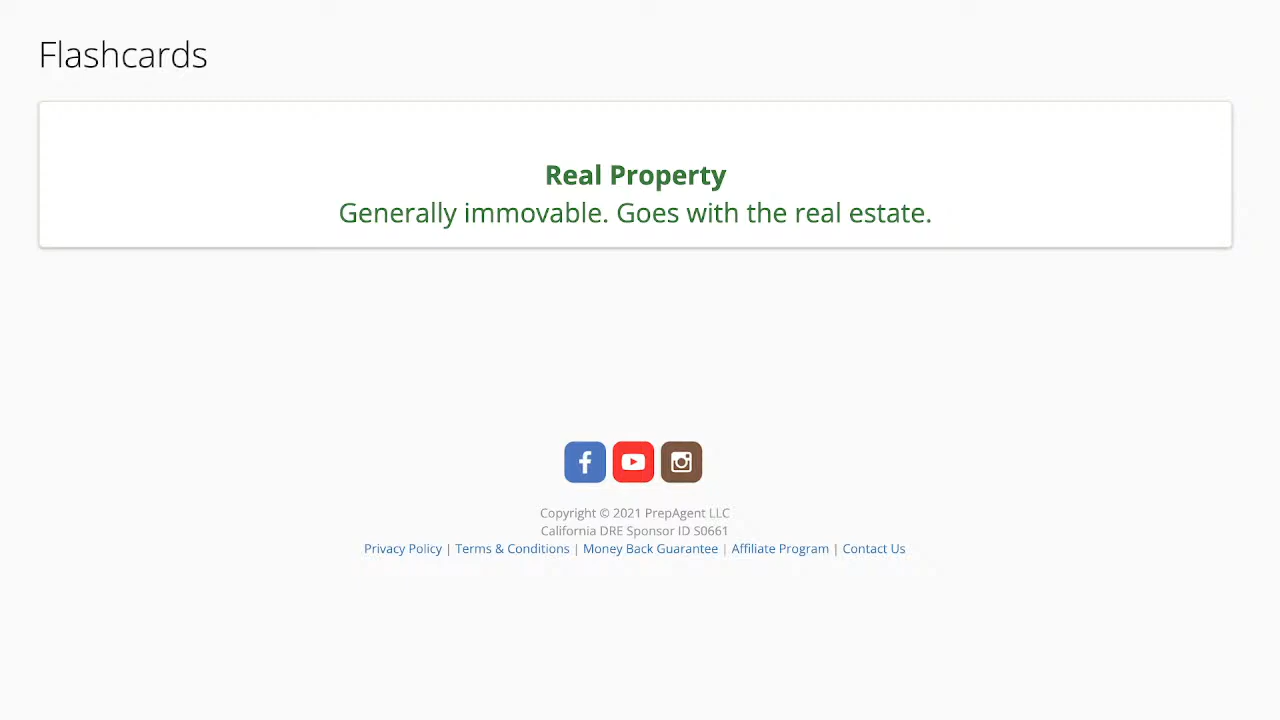 Flashcards
Real Property
Generally immovable. Goes with the real estate.
Copyright © 2021 PrepAgent LLC
California DRE Sponsor ID S0661
Privacy Policy | Terms & Conditions | Money Back Guarantee | Affiliate Program | Contact Us